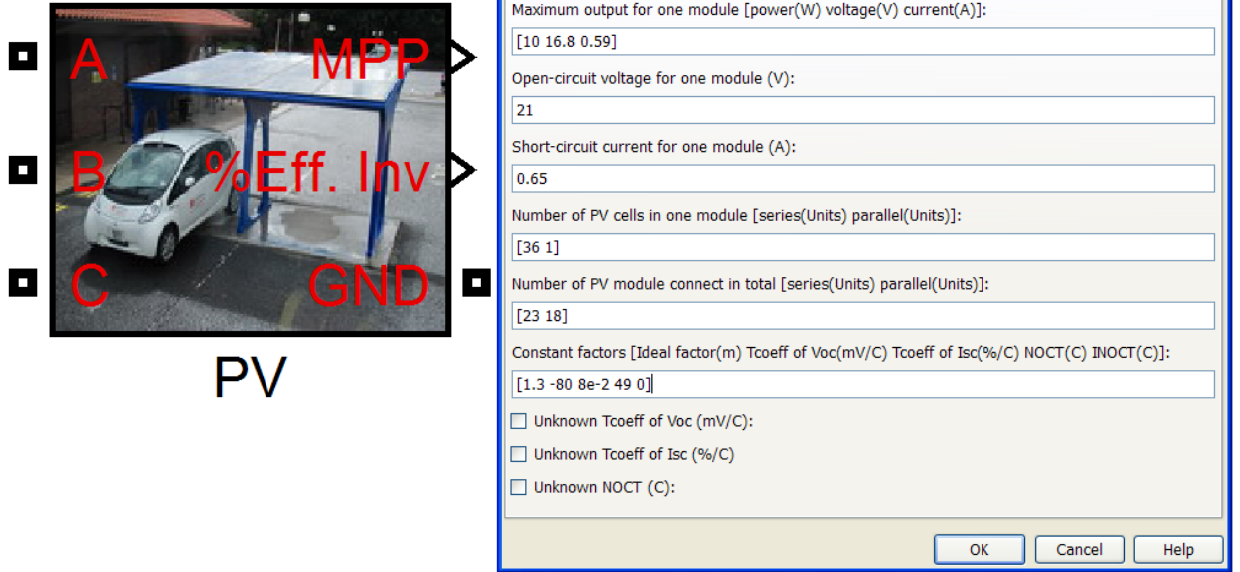 A
MPP
B
%Eff. Inv
C
GND
PV
Maximum output for one module [power(W) voltage(V) current(A)]:
[10 16.8 0.59]
Open-circuit voltage for one module (V):
21
Short-circuit current for one module (A):
0.65
Number of PV cells in one module [series(Units) parallel(Units)]:
[36 1]
Number of PV module connect in total [series(Units) parallel(Units)]:
[23 18]
Constant factors [Ideal factor(m) Tcoeff of Voc(mV/C) Tcoeff of Isc(%/C) NOCT(C) INOCT(C)]:
[1.3 -80 8e-2 49 0]
Unknown Tcoeff of Voc (mV/C):
Unknown Tcoeff of Isc (%/C)
Unknown NOCT (C):
OK
Cancel
Help